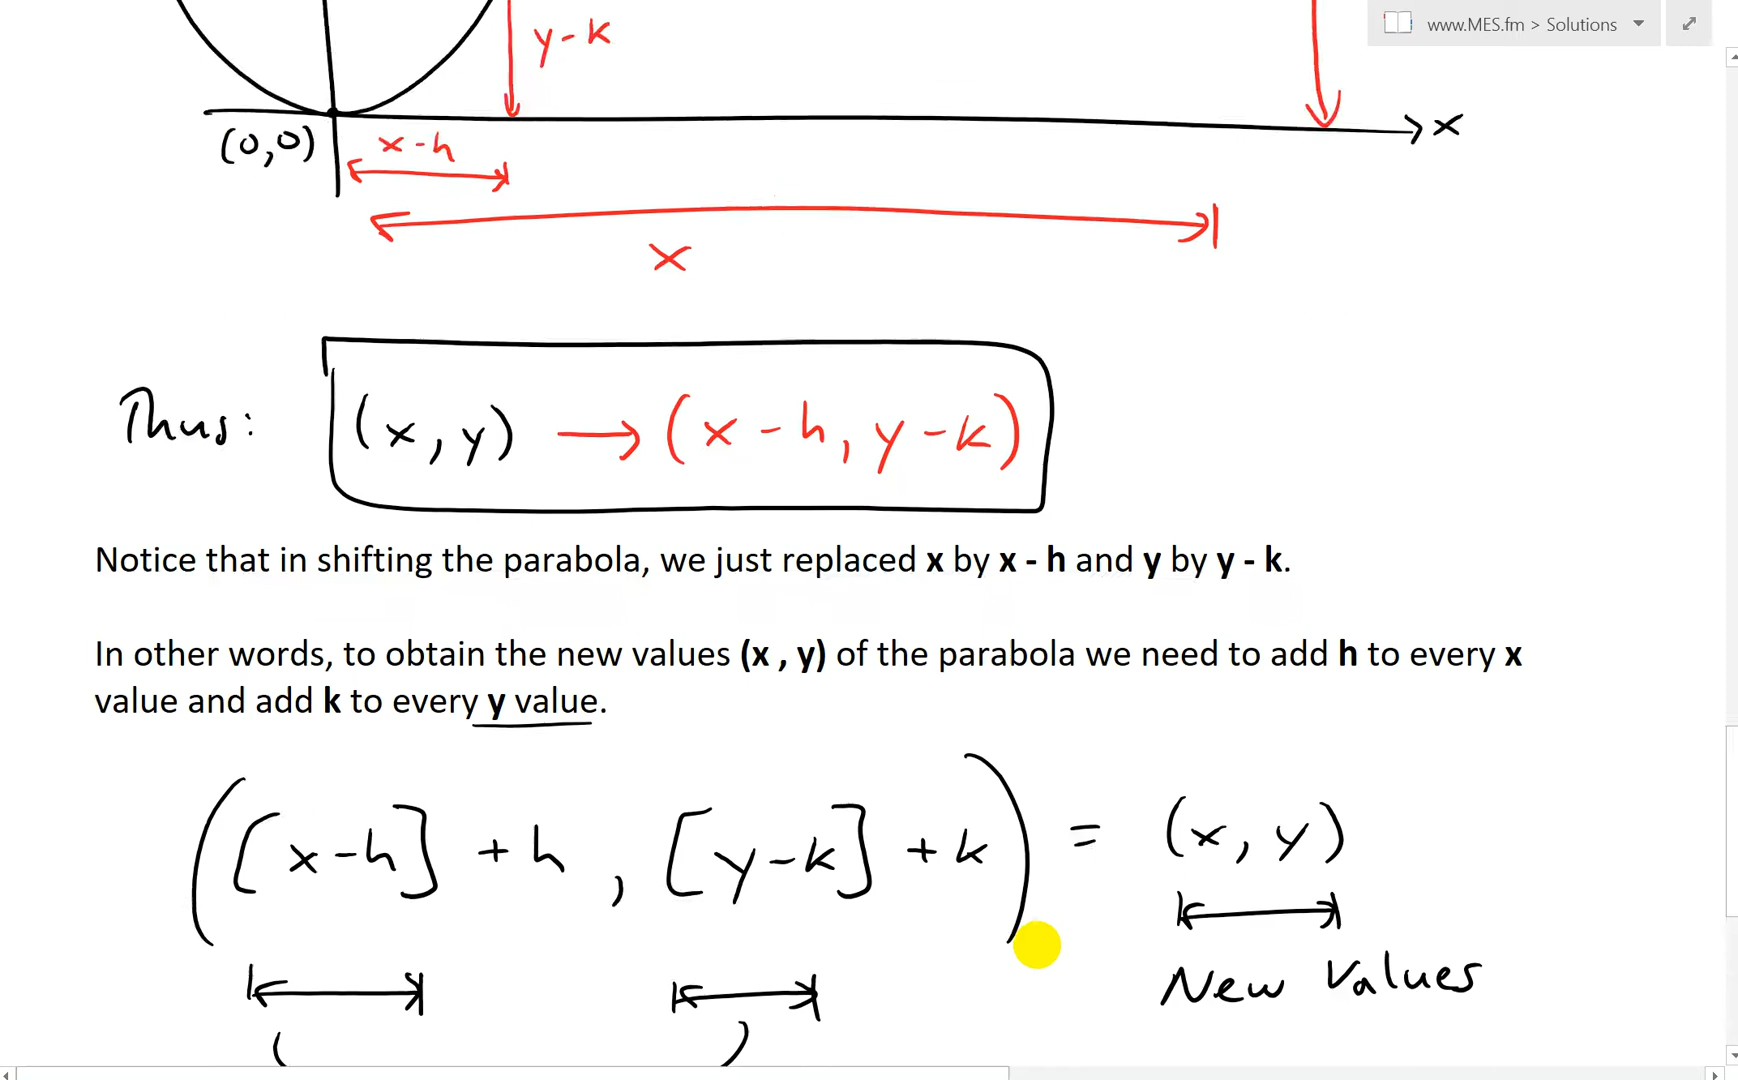 www.MES.fm > Solutions
y - k
x
(0,0)
x - h
x
Thus: (x, y) → (x - h, y - k)
Notice that in shifting the parabola, we just replaced x by x - h and y by y - k.
In other words, to obtain the new values (x , y) of the parabola we need to add h to every x
value and add k to every y value.
([x - h] + h , [y - k] + k) = (x, y)
New Values